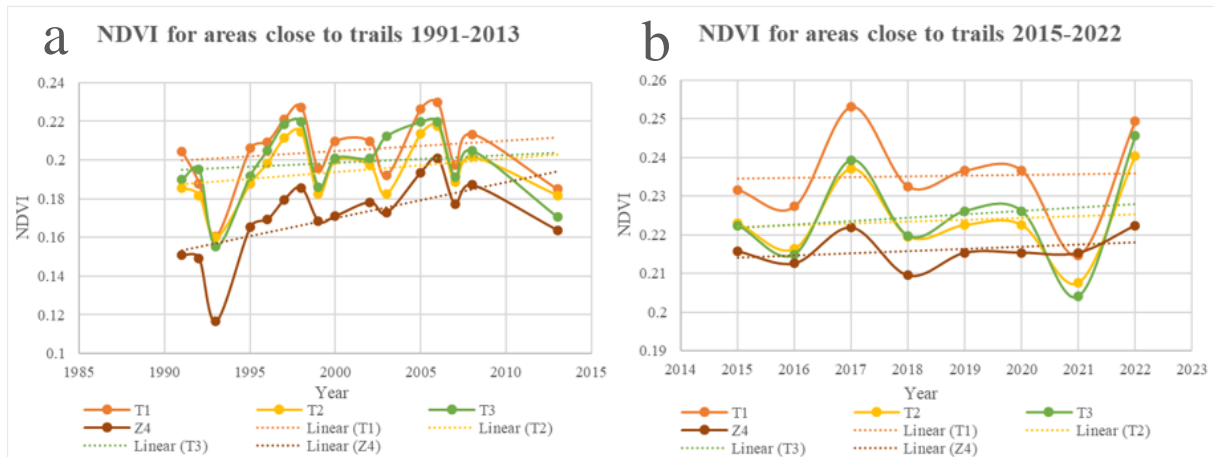 a NDVI for areas close to trails 1991-2013
0.24
0.22
0.2
0.18
0.16
0.14
0.12
0.1
NDVI
1985 1990 1995 2000 2005 2010 2015
Year
T1 T2 T3
Z4 Linear (T1) Linear (T2)
Linear (T3) Linear (Z4)
b NDVI for areas close to trails 2015-2022
0.26
0.25
0.24
0.23
0.22
0.21
0.2
0.19
NDVI
2014 2015 2016 2017 2018 2019 2020 2021 2022 2023
Year
T1 T2 T3
Z4 Linear (T1) Linear (T2)
Linear (T3) Linear (Z4)